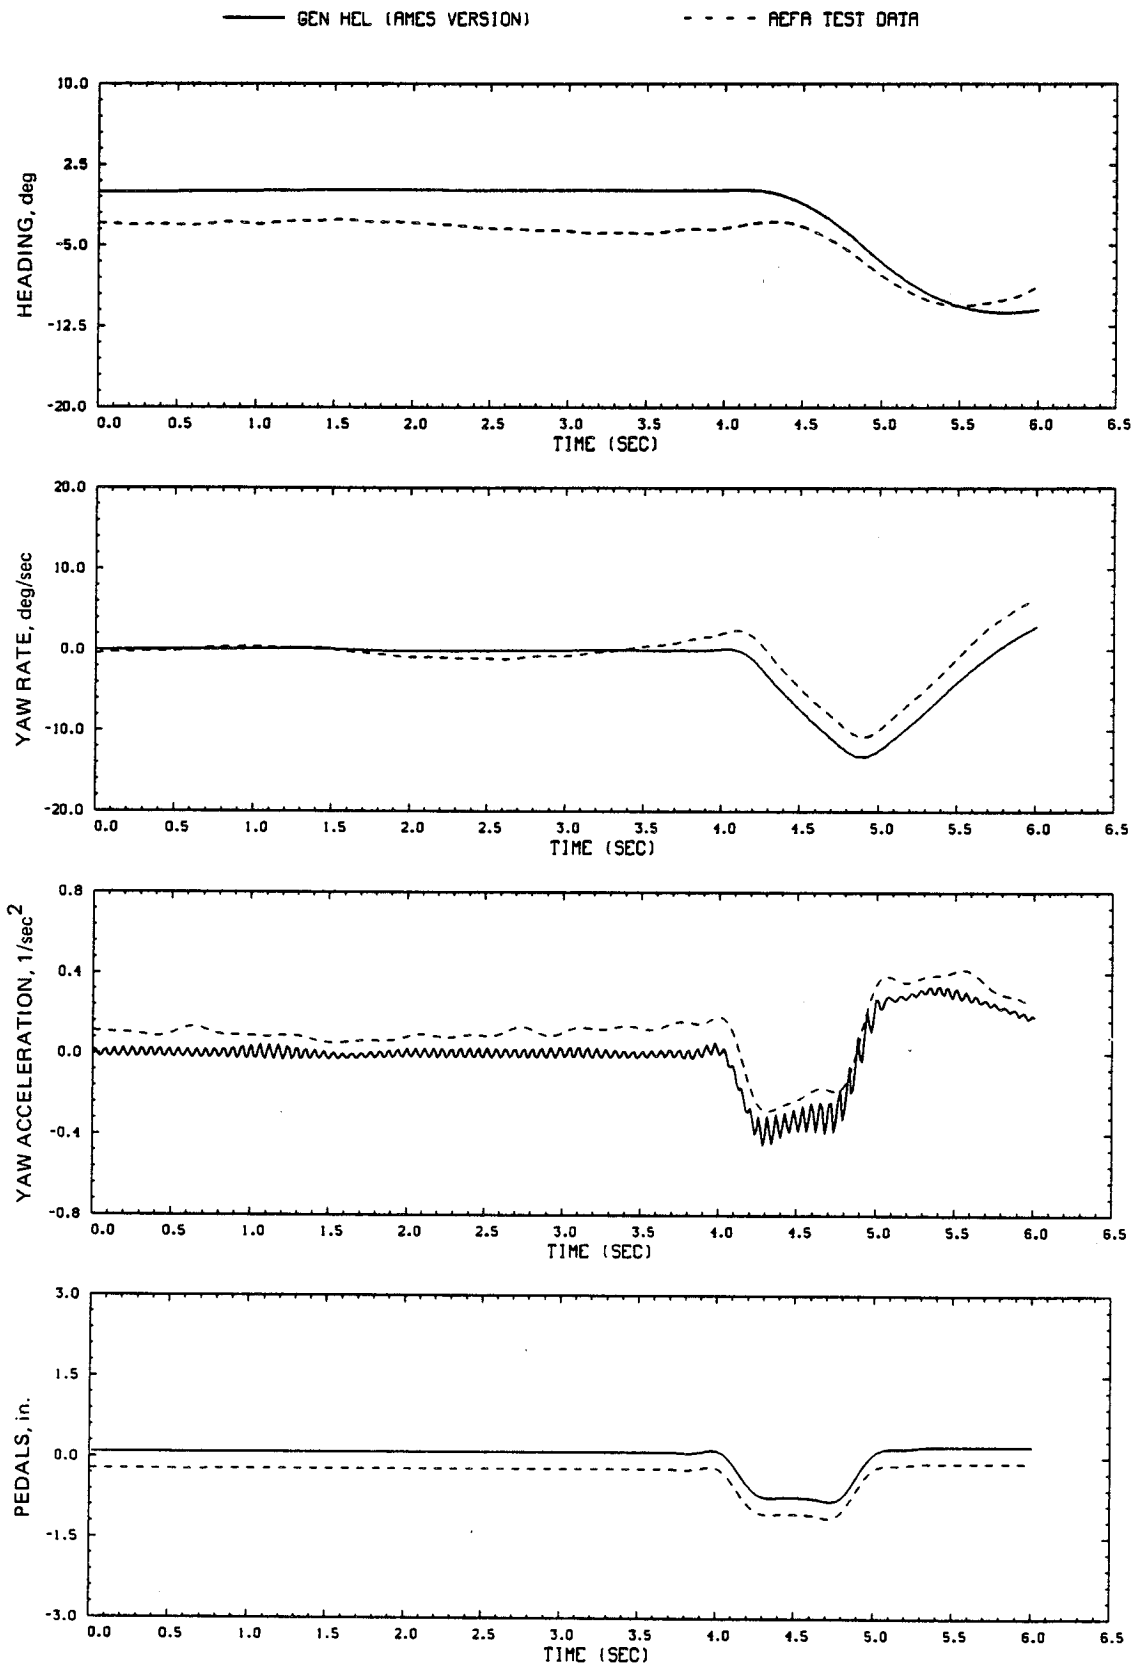 GEN HEL (AMES VERSION) AEFA TEST DATA
HEADING, deg
10.0
2.5
-5.0
-12.5
-20.0
0.0 0.5 1.0 1.5 2.0 2.5 3.0 3.5 4.0 4.5 5.0 5.5 6.0 6.5
TIME (SEC)
YAW RATE, deg/sec
20.0
10.0
0.0
-10.0
-20.0
0.0 0.5 1.0 1.5 2.0 2.5 3.0 3.5 4.0 4.5 5.0 5.5 6.0 6.5
TIME (SEC)
YAW ACCELERATION, 1/sec²
0.8
0.4
0.0
-0.4
-0.8
0.0 0.5 1.0 1.5 2.0 2.5 3.0 3.5 4.0 4.5 5.0 5.5 6.0 6.5
TIME (SEC)
PEDALS, in.
3.0
1.5
0.0
-1.5
-3.0
0.0 0.5 1.0 1.5 2.0 2.5 3.0 3.5 4.0 4.5 5.0 5.5 6.0 6.5
TIME (SEC)